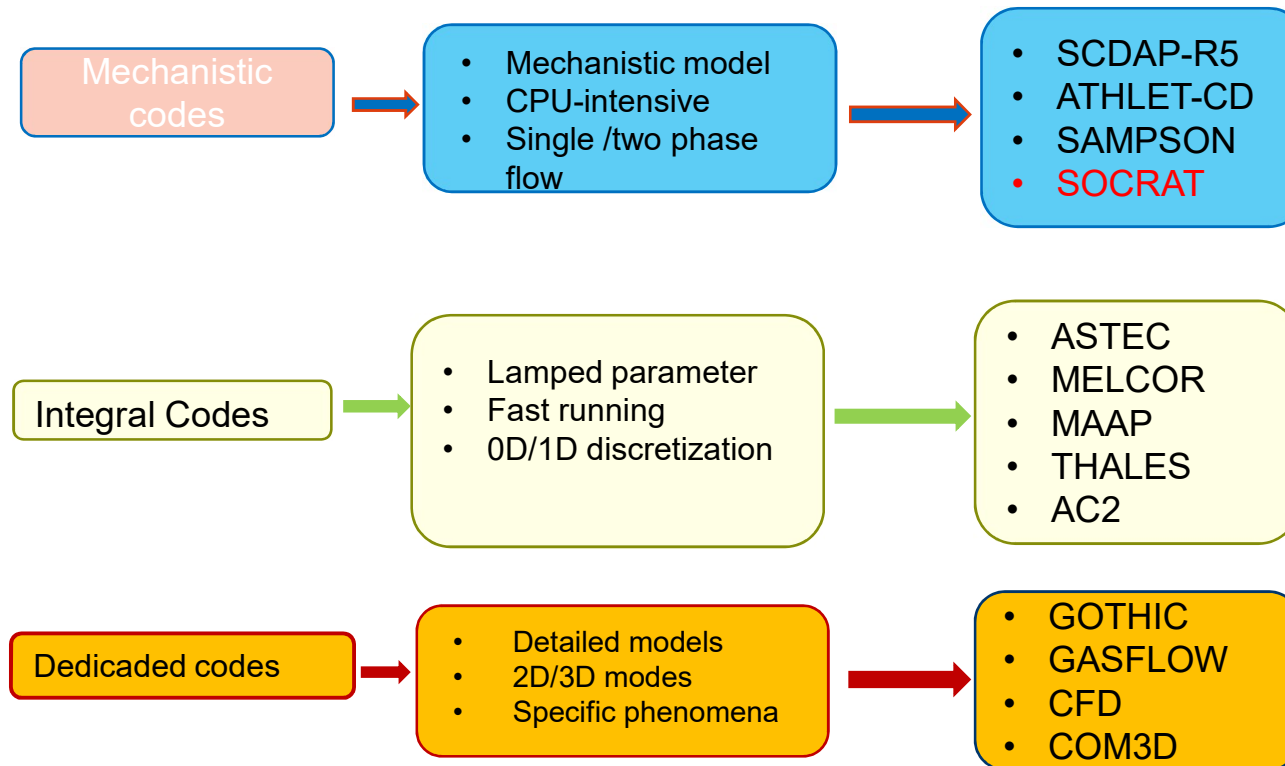 Mechanistic
codes
• Mechanistic model
• CPU-intensive
• Single /two phase
flow
• SCDAP-R5
• ATHLET-CD
• SAMPSON
• SOCRAT
Integral Codes
• Lamped parameter
• Fast running
• 0D/1D discretization
• ASTEC
• MELCOR
• MAAP
• THALES
• AC2
Dedicaded codes
• Detailed models
• 2D/3D modes
• Specific phenomena
• GOTHIC
• GASFLOW
• CFD
• COM3D